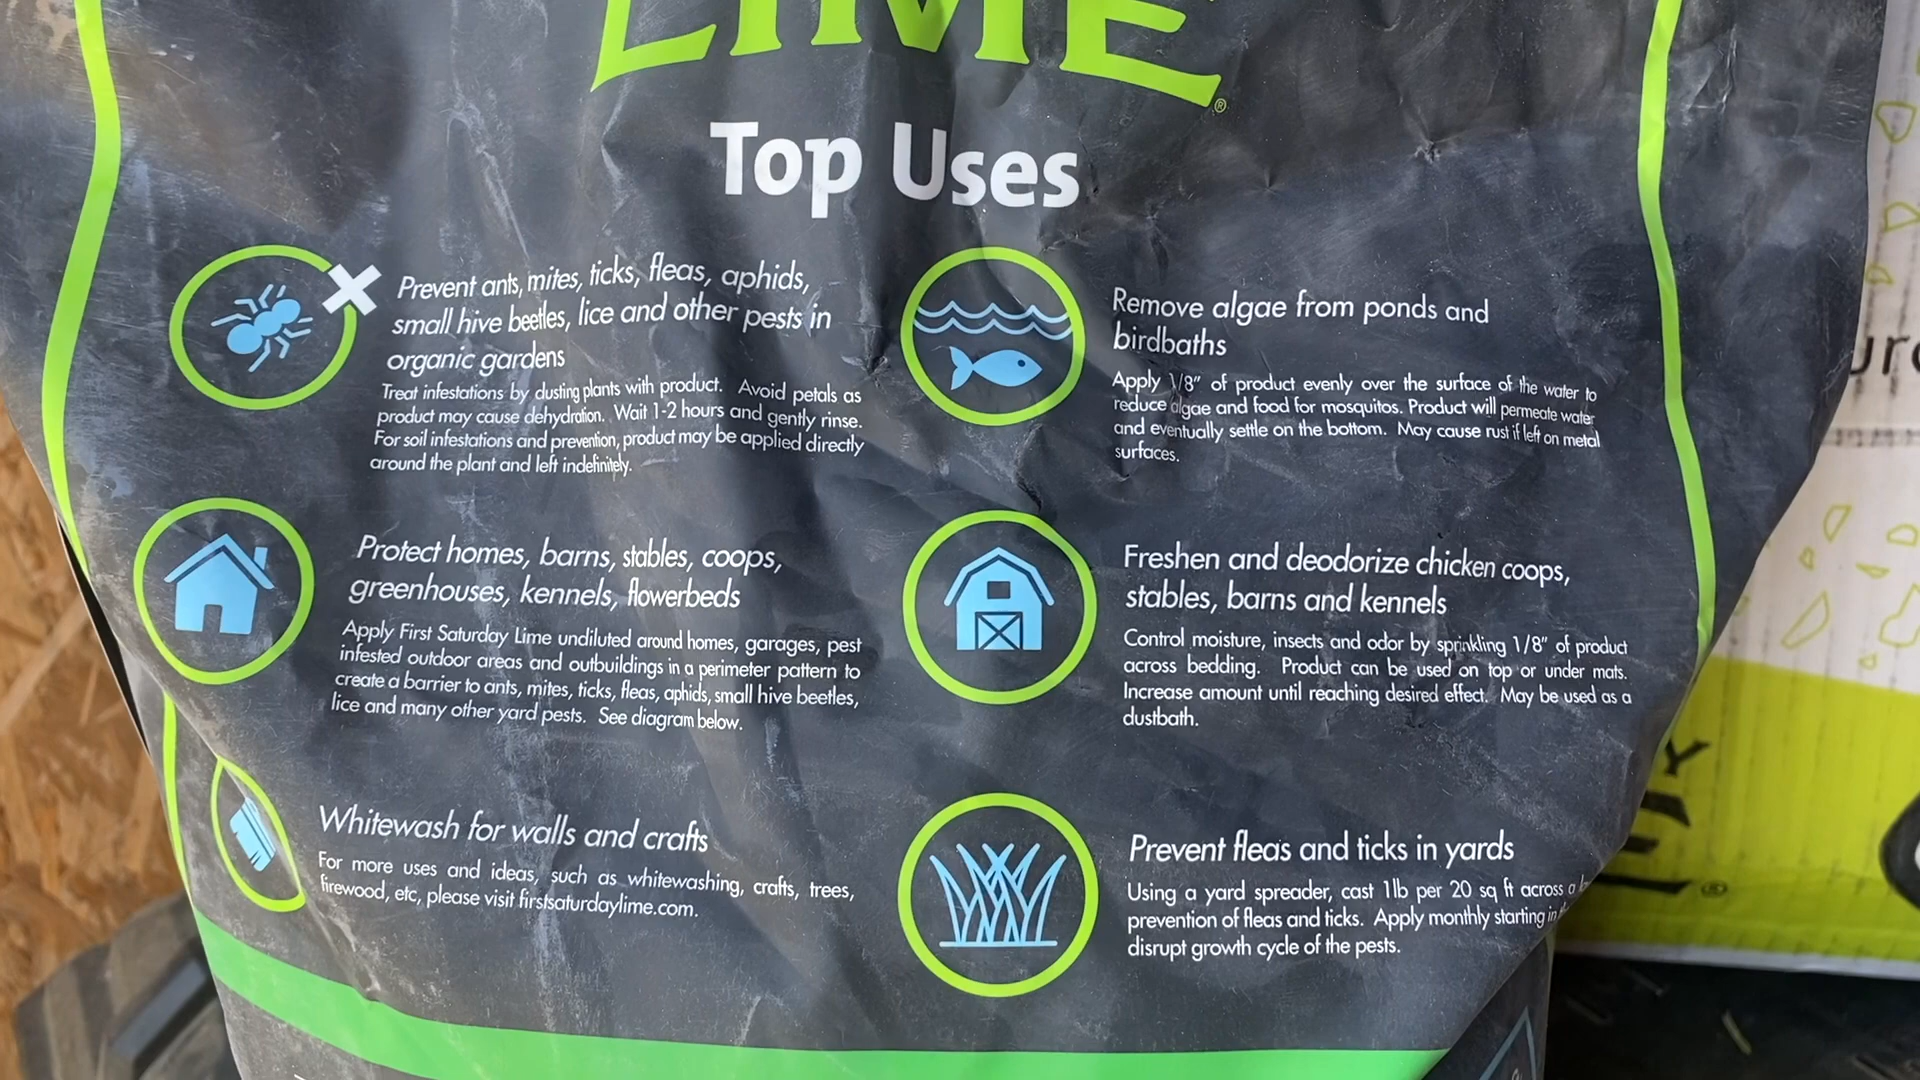 LIME®
Top Uses
Prevent ants, mites, ticks, fleas, aphids,
small hive beetles, lice and other pests in
organic gardens
Treat infestations by dusting plants with product. Avoid petals as
product may cause dehydration. Wait 1-2 hours and gently rinse.
For soil infestations and prevention, product may be applied directly
around the plant and left indefinitely.
Protect homes, barns, stables, coops,
greenhouses, kennels, flowerbeds
Apply First Saturday Lime undiluted around homes, garages, pest
infested outdoor areas and outbuildings in a perimeter pattern to
create a barrier to ants, mites, ticks, fleas, aphids, small hive beetles,
lice and many other yard pests. See diagram below.
Whitewash for walls and crafts
For more uses and ideas, such as whitewashing, crafts, trees,
firewood, etc, please visit firstsaturdaylime.com.
Remove algae from ponds and
birdbaths
Apply 1/8" of product evenly over the surface of the water to
reduce algae and food for mosquitos. Product will permeate water
and eventually settle on the bottom. May cause rust if left on metal
surfaces.
Freshen and deodorize chicken coops,
stables, barns and kennels
Control moisture, insects and odor by sprinkling 1/8" of product
across bedding. Product can be used on top or under mats.
Increase amount until reaching desired effect. May be used as a
dustbath.
Prevent fleas and ticks in yards
Using a yard spreader, cast 1lb per 20 sq ft across a
prevention of fleas and ticks. Apply monthly starting in
disrupt growth cycle of the pests.